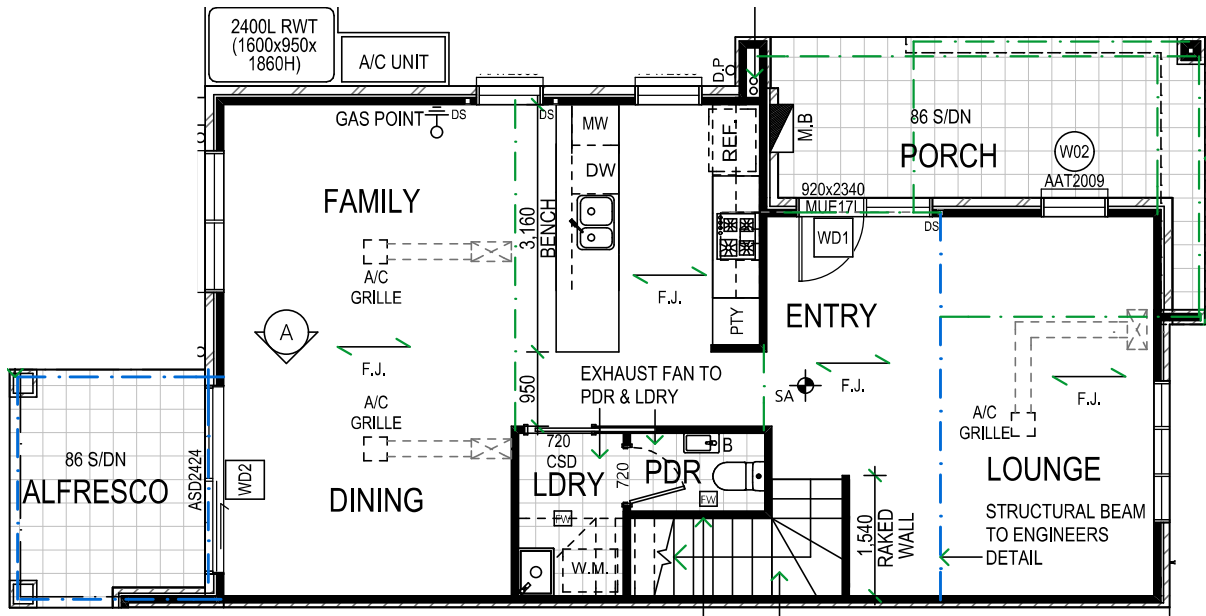 2400L RWT
(1600x950x
1860H)
A/C UNIT
D.P
GAS POINT
DS
DS
MW
REF.
M.B
86 S/DN
PORCH
W02
AAT2009
DW
FAMILY
920x2340
MUF17L
DS
3,160
BENCH
WD1
A/C
GRILLE
F.J.
PTY
ENTRY
A
F.J.
950
EXHAUST FAN TO
PDR & LDRY
SA
F.J.
F.J.
A/C
GRILLE
A/C
GRILLE
720
CSD
B
86 S/DN
ALFRESCO
ASD2424
WD2
DINING
LDRY
720
PDR
LOUNGE
FW
FW
W.M.
1,540
RAKED
WALL
STRUCTURAL BEAM
TO ENGINEERS
DETAIL